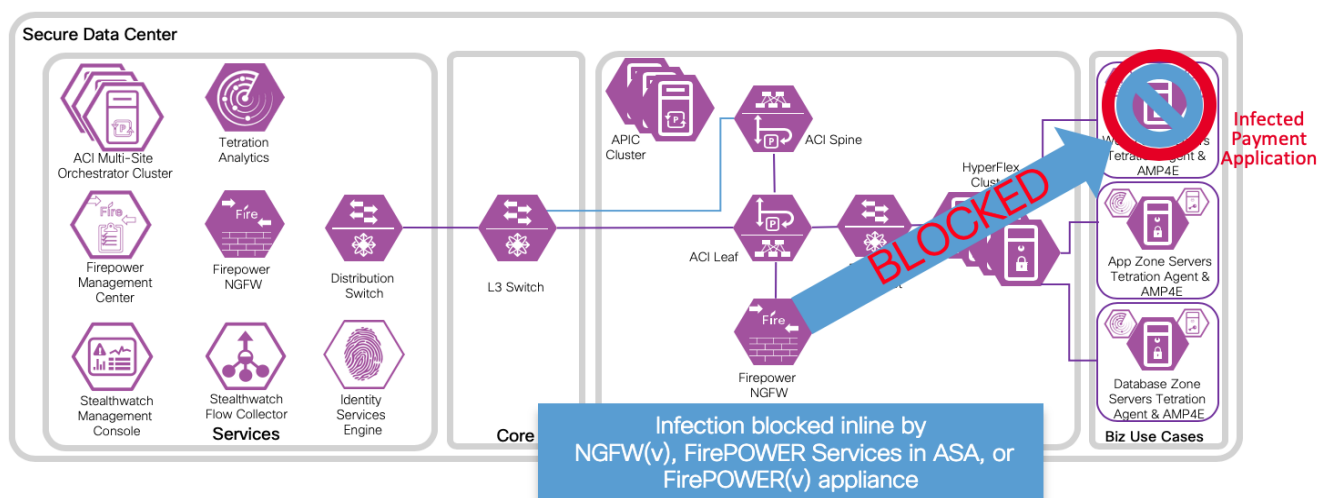 Secure Data Center
ACI Multi-Site
Orchestrator Cluster
Tetration
Analytics
Fire
Firepower
Management
Center
Fire
Firepower
NGFW
Distribution
Switch
Stealthwatch
Management
Console
Stealthwatch
Flow Collector
Identity
Services
Engine
Services
L3 Switch
Core
P
APIC
Cluster
P
ACI Spine
P
ACI Leaf
Fire
Firepower
NGFW
HyperFlex
BLOCKED
Infected
Payment
Application
Tetration Agent &
AMP4E
App Zone Servers
Tetration Agent &
AMP4E
Database Zone
Servers Tetration
Agent & AMP4E
Biz Use Cases
Infection blocked inline by
NGFW(v), FirePOWER Services in ASA, or
FirePOWER(v) appliance